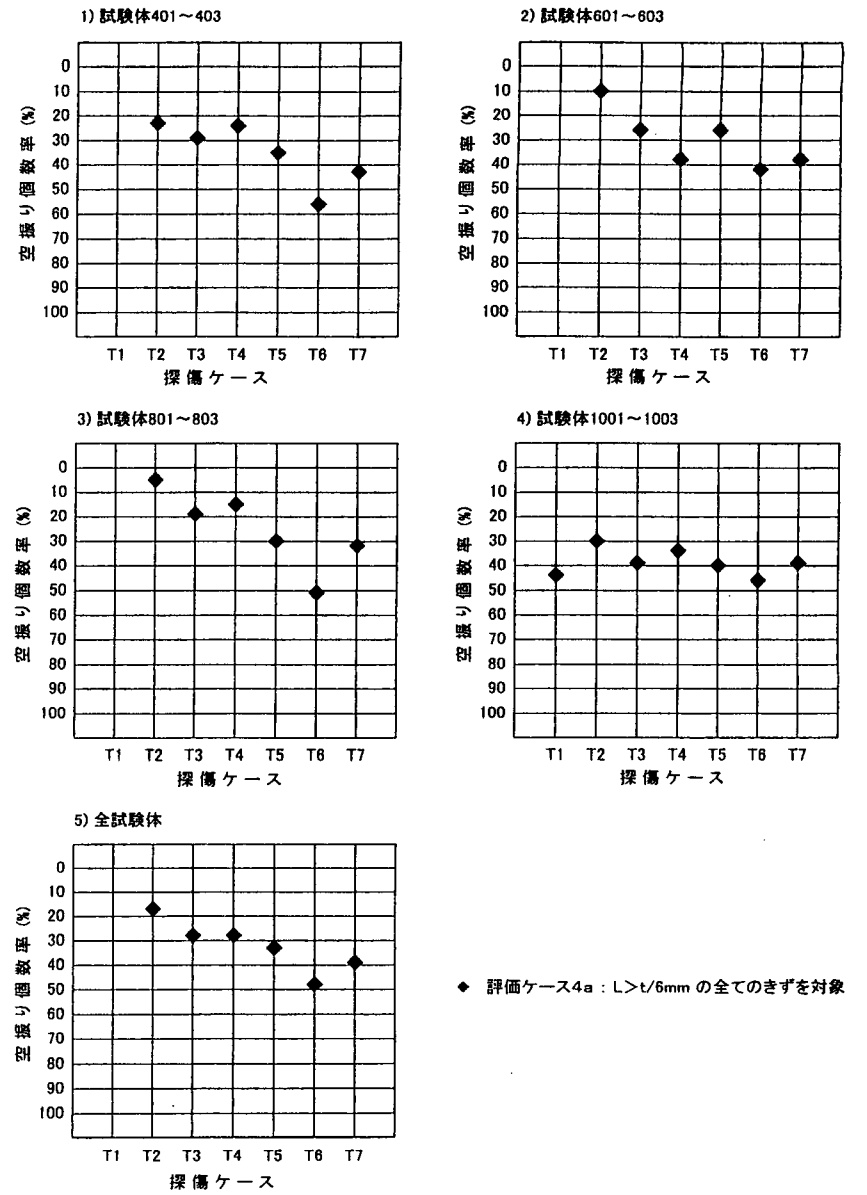 1) 試験体401~403
0
10
20
30
40
50
60
70
80
90
100
空振り個数率 (%)
T1 T2 T3 T4 T5 T6 T7
探傷ケース
2) 試験体601~603
0
10
20
30
40
50
60
70
80
90
100
空振り個数率 (%)
T1 T2 T3 T4 T5 T6 T7
探傷ケース
3) 試験体801~803
0
10
20
30
40
50
60
70
80
90
100
空振り個数率 (%)
T1 T2 T3 T4 T5 T6 T7
探傷ケース
4) 試験体1001~1003
0
10
20
30
40
50
60
70
80
90
100
空振り個数率 (%)
T1 T2 T3 T4 T5 T6 T7
探傷ケース
5) 全試験体
0
10
20
30
40
50
60
70
80
90
100
空振り個数率 (%)
T1 T2 T3 T4 T5 T6 T7
探傷ケース
◆ 評価ケース4a : L>t/6mm の全てのきずを対象